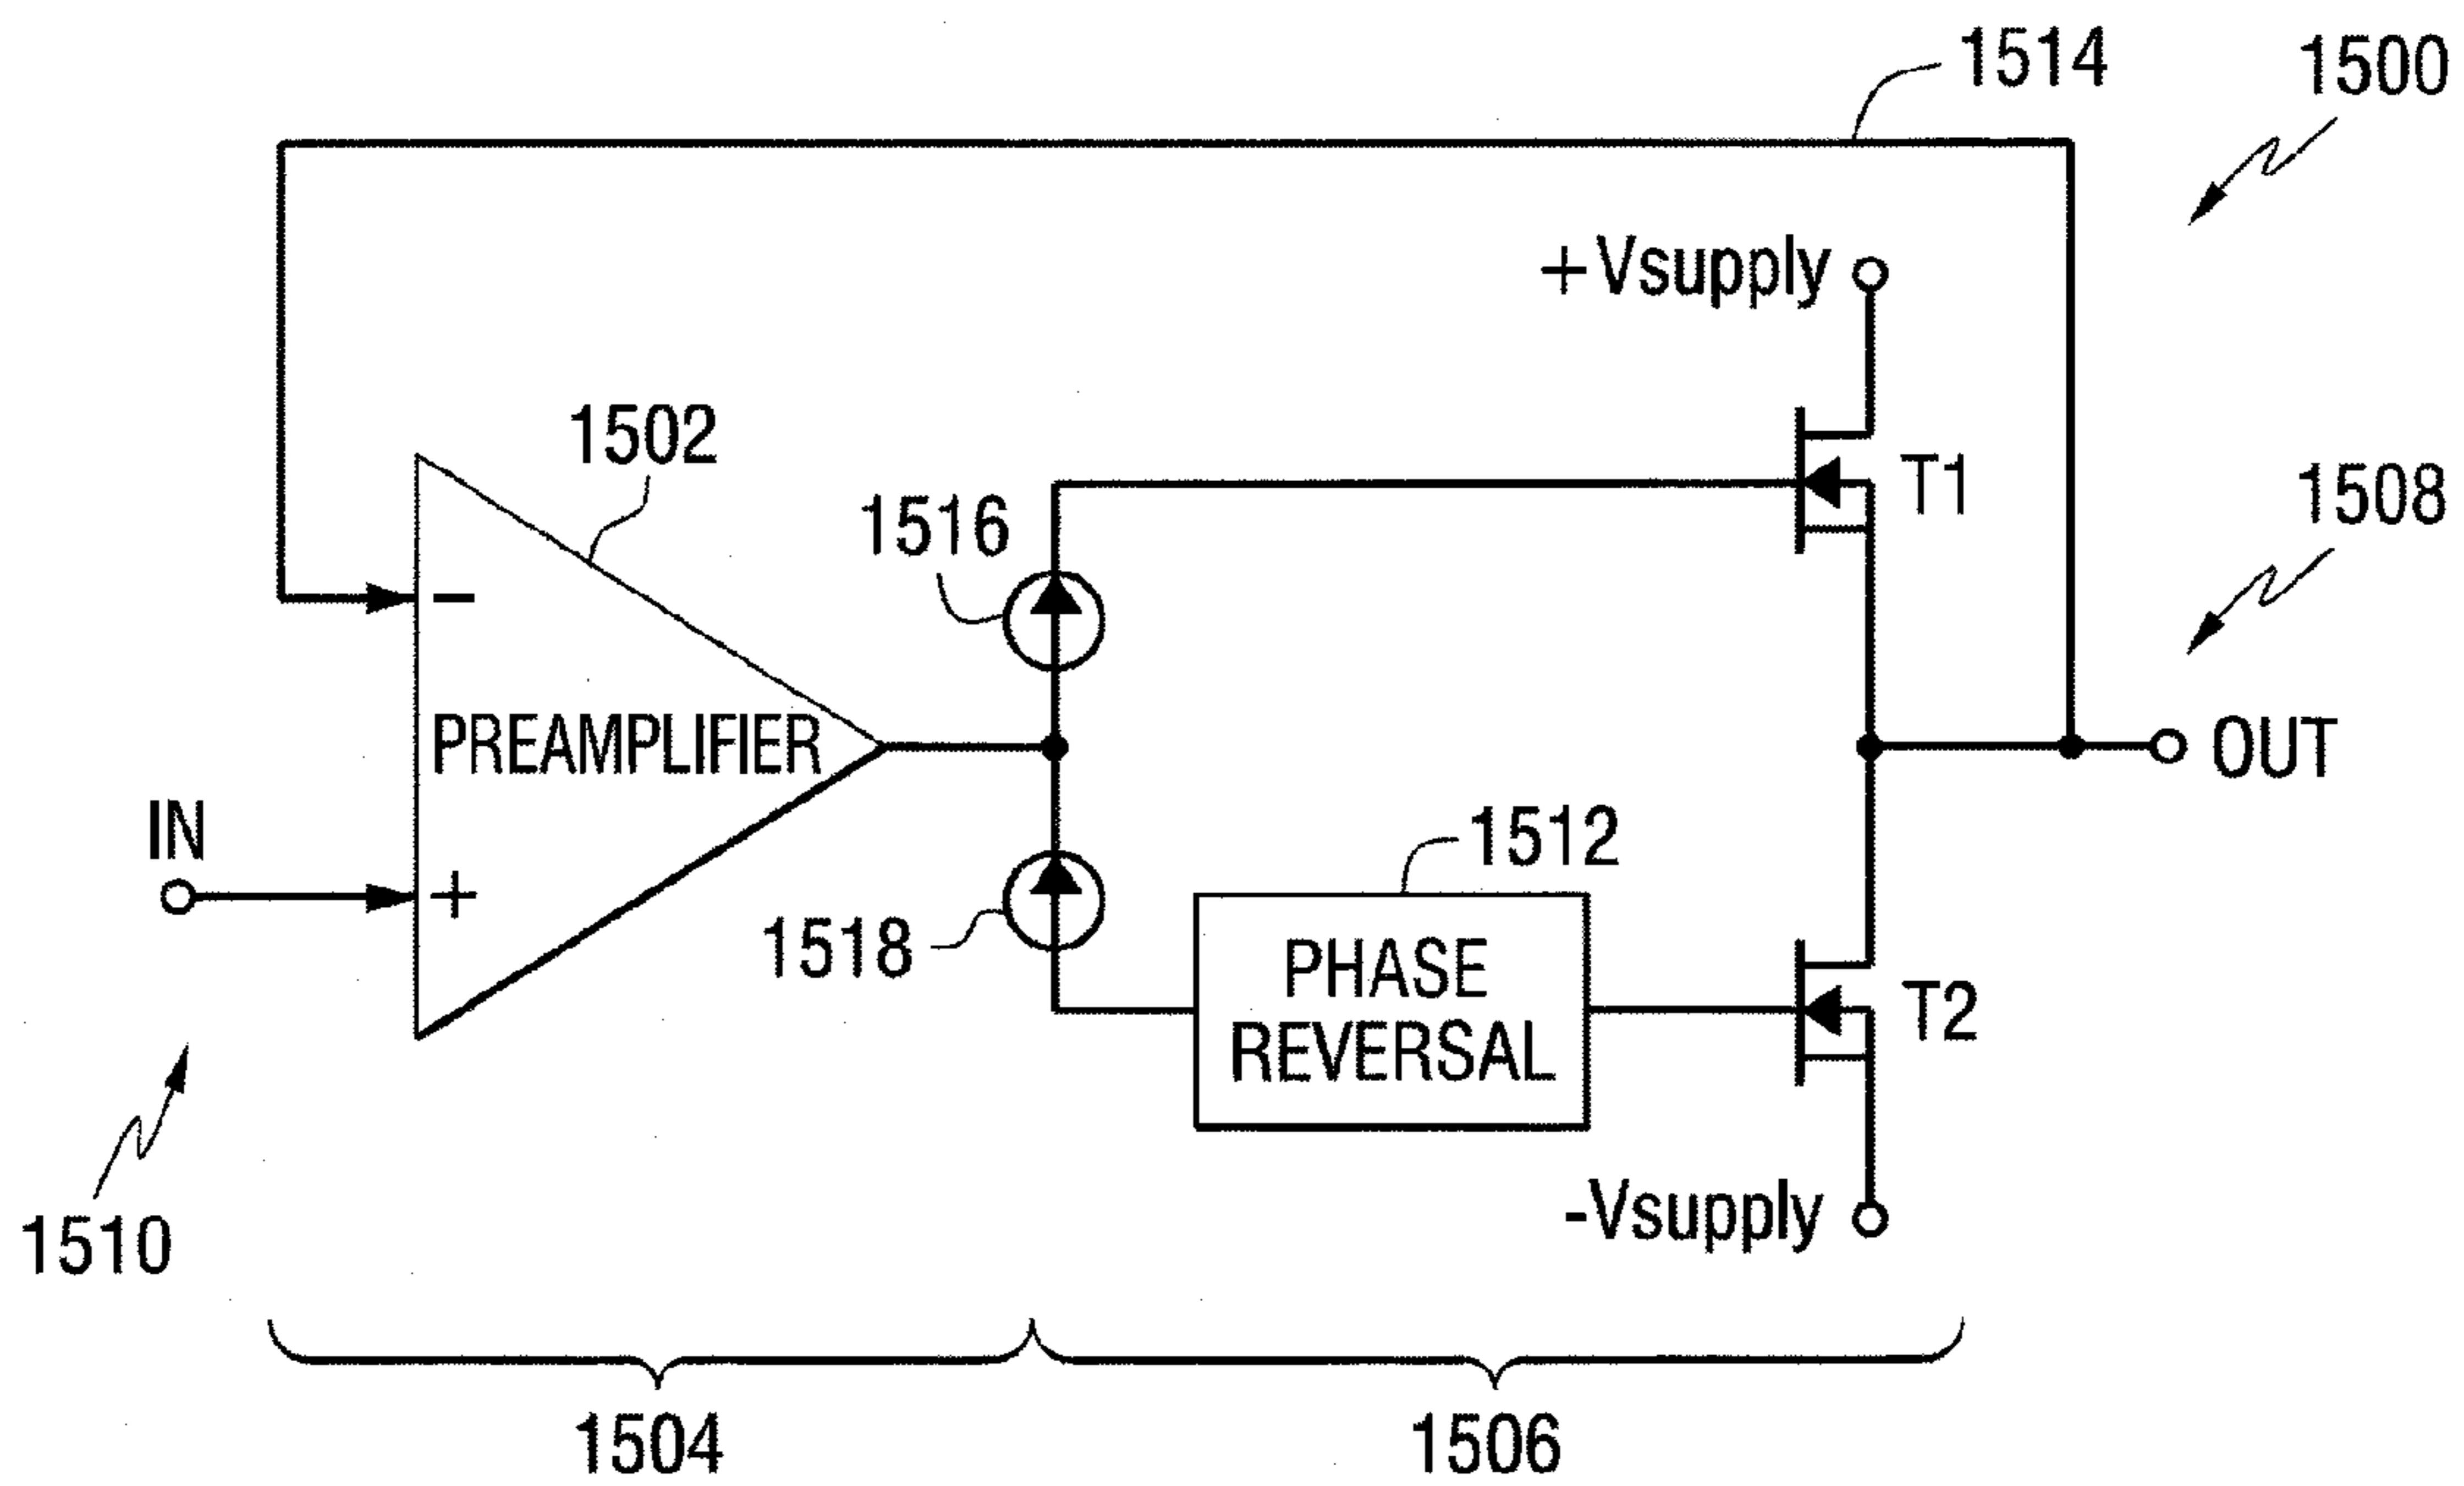 1514
1500
+Vsupply
1502
1516
T1
1508
-
PREAMPLIFIER
OUT
IN
1512
+
1518
PHASE
REVERSAL
T2
-Vsupply
1510
1504
1506